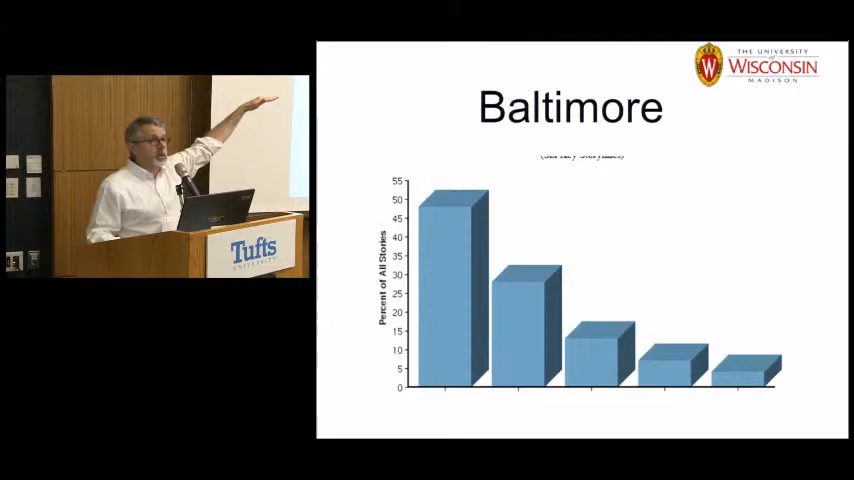 Tufts
UNIVERSITY
THE UNIVERSITY
of
WISCONSIN
MADISON
Baltimore
Percent of All Stories
55
50
45
40
35
30
25
20
15
10
5
0